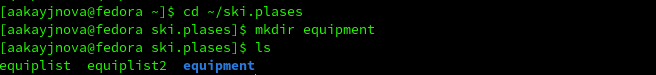 [aakayjnova@fedora ~]$ cd ~/ski.plases
[aakayjnova@fedora ski.plases]$ mkdir equipment
[aakayjnova@fedora ski.plases]$ ls
equiplist  equiplist2  equipment